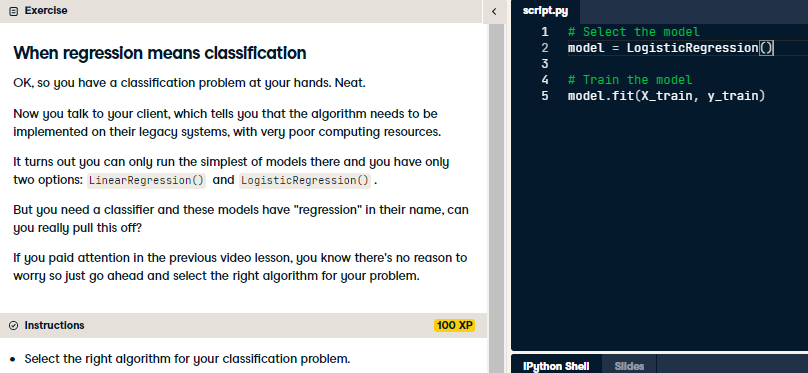 Exercise
When regression means classification
OK, so you have a classification problem at your hands. Neat.
Now you talk to your client, which tells you that the algorithm needs to be
implemented on their legacy systems, with very poor computing resources.
It turns out you can only run the simplest of models there and you have only
two options: LinearRegression() and LogisticRegression() .
But you need a classifier and these models have "regression" in their name, can
you really pull this off?
If you paid attention in the previous video lesson, you know there's no reason to
worry so just go ahead and select the right algorithm for your problem.
Instructions
100 XP
• Select the right algorithm for your classification problem.
script.py
1 # Select the model
2 model = LogisticRegression()
3
4 # Train the model
5 model.fit(X_train, y_train)
IPython Shell
Slides